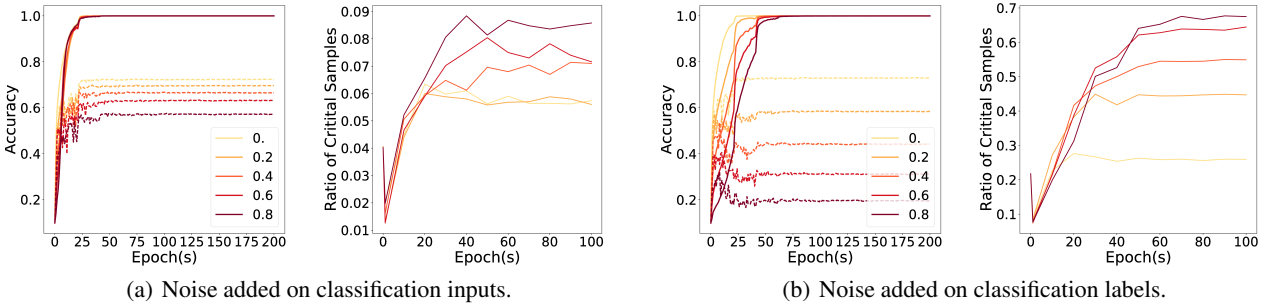 1.0
0.8
0.6
0.4
0.2
Accuracy
0 25 50 75 100 125 150 175 200
Epoch(s)
0.
0.2
0.4
0.6
0.8
0.09
0.08
0.07
0.06
0.05
0.04
0.03
0.02
0.01
Ratio of Critital Samples
0 20 40 60 80 100
Epoch(s)
(a) Noise added on classification inputs.
1.0
0.8
0.6
0.4
0.2
Accuracy
0 25 50 75 100 125 150 175 200
Epoch(s)
0.
0.2
0.4
0.6
0.8
0.7
0.6
0.5
0.4
0.3
0.2
0.1
Ratio of Critital Samples
0 20 40 60 80 100
Epoch(s)
(b) Noise added on classification labels.